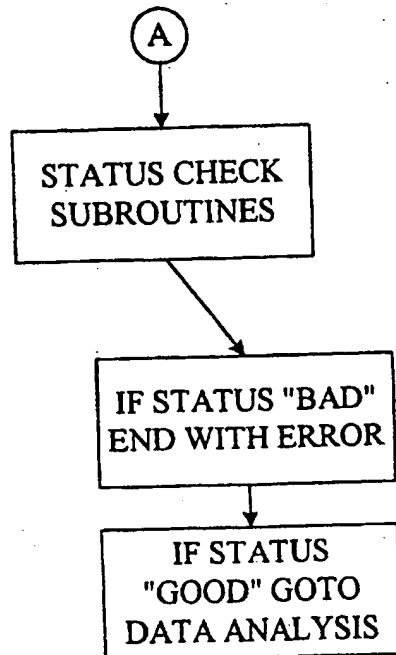 A
STATUS CHECK
SUBROUTINES
IF STATUS "BAD"
END WITH ERROR
IF STATUS
"GOOD" GOTO
DATA ANALYSIS